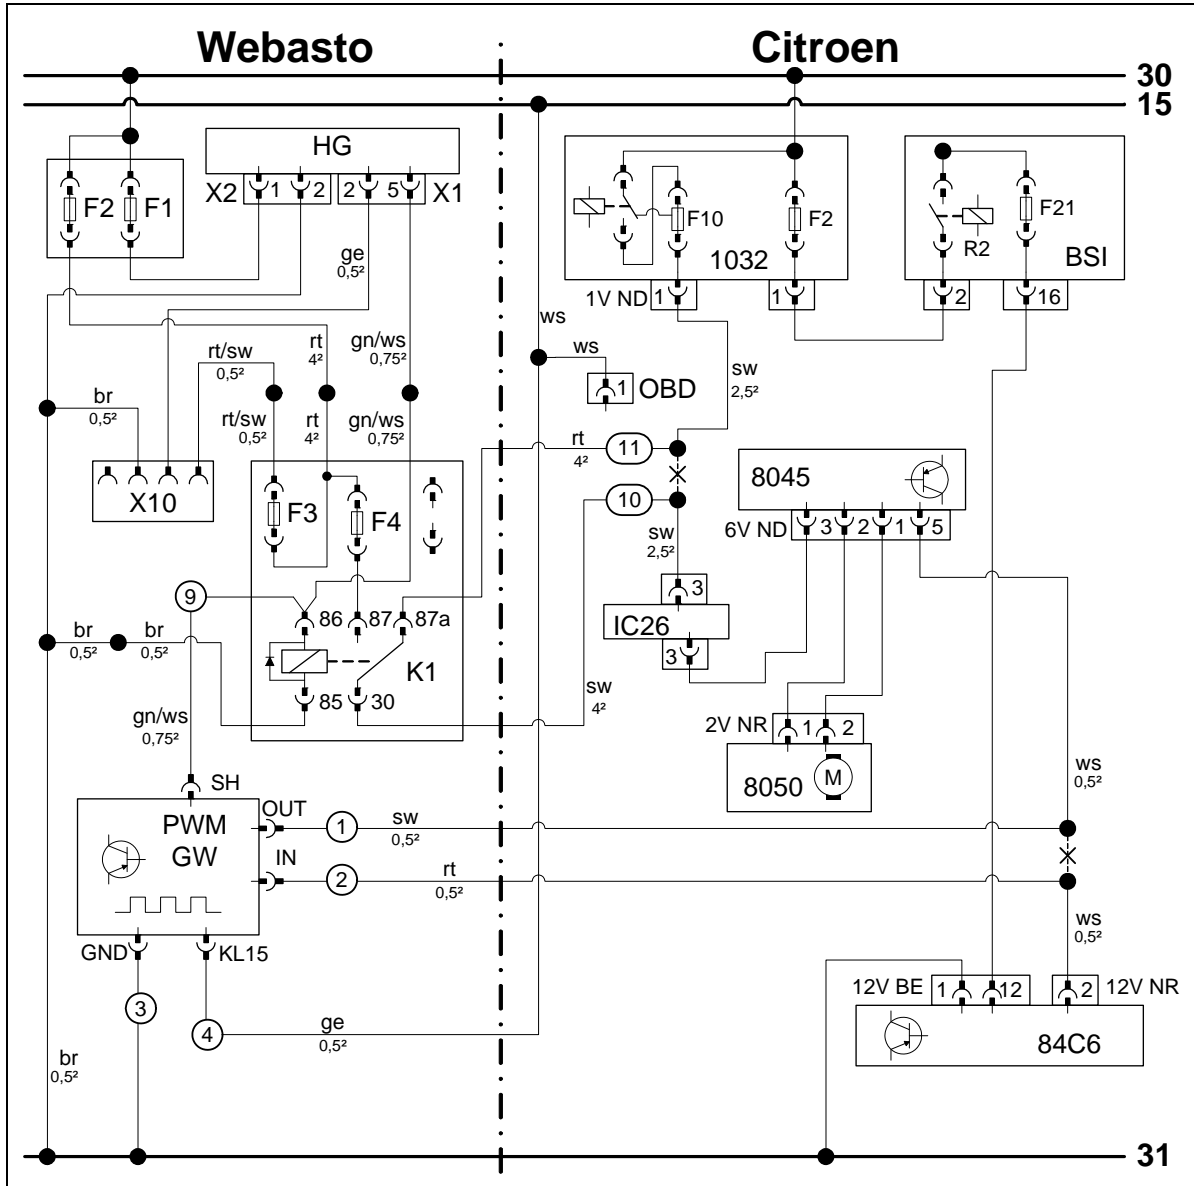 Webasto Citroen
30
15
HG
X2 1 2 2 5 X1
F2 F1
F10 F2
R2 F21
1032 BSI
ge
0,5²
1V ND 1 1 2 16
ws
ws
1 OBD
rt/sw
0,5²
rt
4²
gn/ws
0,75²
sw
2,5²
br
0,5²
rt/sw
0,5²
rt
4²
gn/ws
0,75²
rt
4²
11
10
X10
F3 F4
8045
6V ND 3 2 1 5
sw
2,5²
3
IC26
3
9
86 87 87a
br
0,5²
br
0,5²
K1
85 30
sw
4²
gn/ws
0,75²
2V NR 1 2
8050 M
ws
0,5²
SH
PWM
GW
OUT
1
sw
0,5²
IN
2
rt
0,5²
GND KL15
ws
0,5²
3
4
ge
0,5²
12V BE 1 12 2 12V NR
84C6
br
0,5²
31